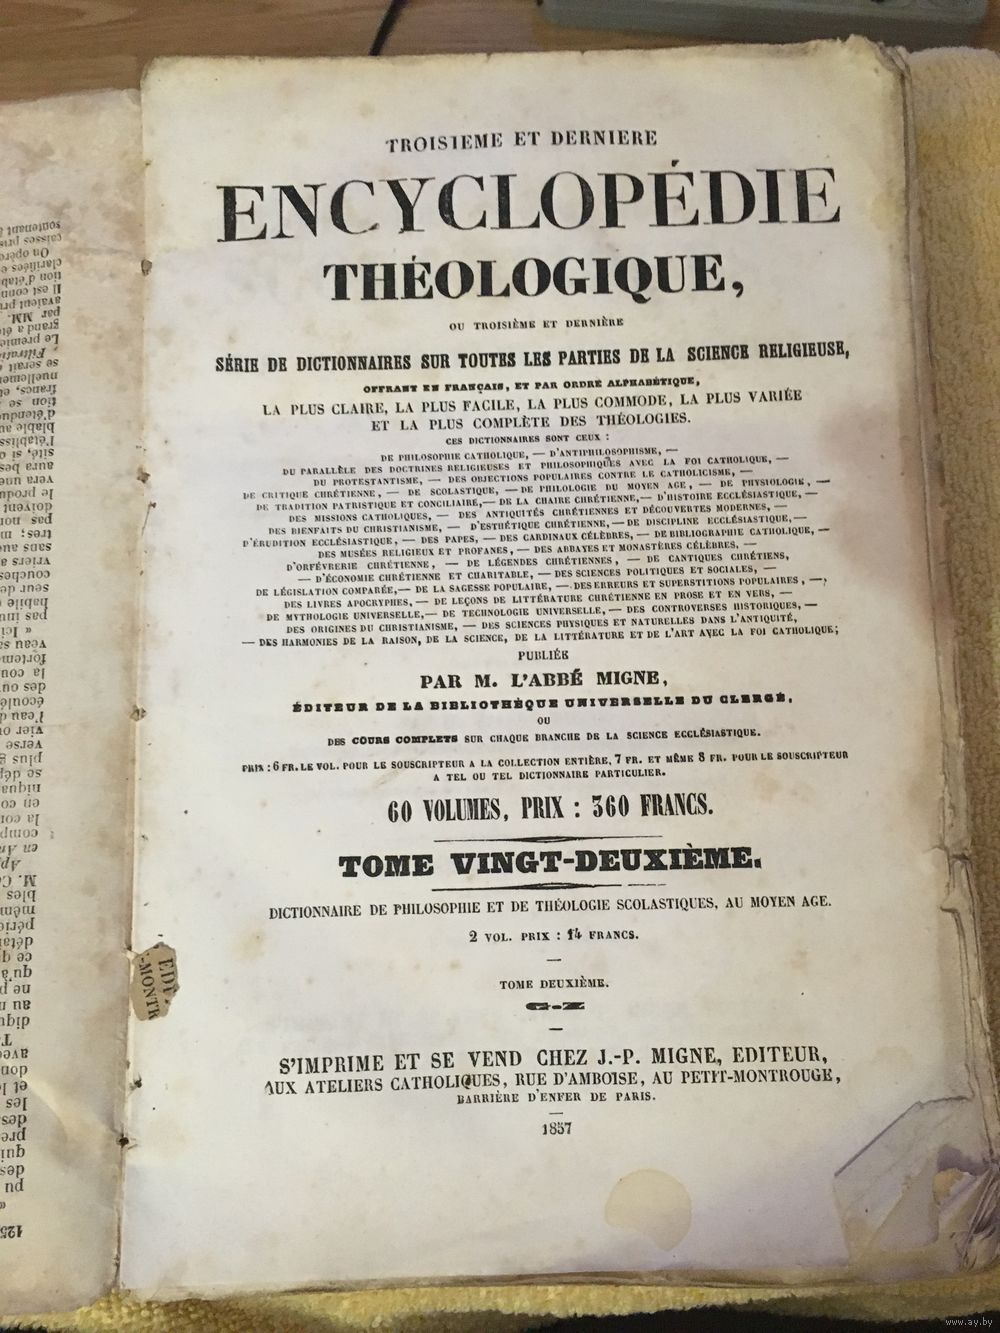 TROISIEME ET DERNIERE
ENCYCLOPÉDIE
THÉOLOGIQUE,
OU TROISIÈME ET DERNIÈRE
SÉRIE DE DICTIONNAIRES SUR TOUTES LES PARTIES DE LA SCIENCE RELIGIEUSE,
OFFRANT EN FRANÇAIS, ET PAR ORDRE ALPHABÉTIQUE,
LA PLUS CLAIRE, LA PLUS FACILE, LA PLUS COMMODE, LA PLUS VARIÉE
ET LA PLUS COMPLÈTE DES THÉOLOGIES.
CES DICTIONNAIRES SONT CEUX :
DE PHILOSOPHIE CATHOLIQUE, — D'ANTIPHILOSOPHISME, —
DU PARALLÈLE DES DOCTRINES RELIGIEUSES ET PHILOSOPHIQUES AVEC LA FOI CATHOLIQUE, —
DU PROTESTANTISME, — DES OBJECTIONS POPULAIRES CONTRE LE CATHOLICISME, —
DE CRITIQUE CHRÉTIENNE, — DE SCOLASTIQUE, — DE PHILOLOGIE DU MOYEN AGE, — DE PHYSIOLOGIE, —
DE TRADITION PATRISTIQUE ET CONCILIAIRE, — DE LA CHAIRE CHRÉTIENNE, — D'HISTOIRE ECCLÉSIASTIQUE, —
DES MISSIONS CATHOLIQUES, — DES ANTIQUITÉS CHRÉTIENNES ET DÉCOUVERTES MODERNES, —
DES BIENFAITS DU CHRISTIANISME, — D'ESTHÉTIQUE CHRÉTIENNE, — DE DISCIPLINE ECCLÉSIASTIQUE, —
D'ÉRUDITION ECCLÉSIASTIQUE, — DES PAPES, — DES CARDINAUX CÉLÈBRES, — DE BIBLIOGRAPHIE CATHOLIQUE, —
DES MUSÉES RELIGIEUX ET PROFANES, — DES ABBAYES ET MONASTÈRES CÉLÈBRES, —
D'ORFÉVRERIE CHRÉTIENNE, — DE LÉGENDES CHRÉTIENNES, — DE CANTIQUES CHRÉTIENS,
— D'ÉCONOMIE CHRÉTIENNE ET CHARITABLE, — DES SCIENCES POLITIQUES ET SOCIALES, —
DE LÉGISLATION COMPARÉE, — DE LA SAGESSE POPULAIRE, — DES ERREURS ET SUPERSTITIONS POPULAIRES, —
DES LIVRES APOCRYPHES, — DE LEÇONS DE LITTÉRATURE CHRÉTIENNE EN PROSE ET EN VERS, —
DE MYTHOLOGIE UNIVERSELLE, — DE TECHNOLOGIE UNIVERSELLE, — DES CONTROVERSES HISTORIQUES, —
DES ORIGINES DU CHRISTIANISME, — DES SCIENCES PHYSIQUES ET NATURELLES DANS L'ANTIQUITÉ,
— DES HARMONIES DE LA RAISON, DE LA SCIENCE, DE LA LITTÉRATURE ET DE L'ART AVEC LA FOI CATHOLIQUE;
PUBLIÉE
PAR M. L'ABBÉ MIGNE,
ÉDITEUR DE LA BIBLIOTHÈQUE UNIVERSELLE DU CLERGÉ,
OU
DES COURS COMPLETS SUR CHAQUE BRANCHE DE LA SCIENCE ECCLÉSIASTIQUE.
PRIX : 6 FR. LE VOL. POUR LE SOUSCRIPTEUR A LA COLLECTION ENTIÈRE, 7 FR. ET MÊME 8 FR. POUR LE SOUSCRIPTEUR
A TEL OU TEL DICTIONNAIRE PARTICULIER.
60 VOLUMES, PRIX : 360 FRANCS.
TOME VINGT-DEUXIÈME.
DICTIONNAIRE DE PHILOSOPHIE ET DE THÉOLOGIE SCOLASTIQUES, AU MOYEN AGE.
2 VOL. PRIX : 14 FRANCS.
TOME DEUXIÈME.
G-Z
S'IMPRIME ET SE VEND CHEZ J.-P. MIGNE, EDITEUR,
AUX ATELIERS CATHOLIQUES, RUE D'AMBOISE, AU PETIT-MONTROUGE,
BARRIÈRE D'ENFER DE PARIS.
1857
www.ay.by